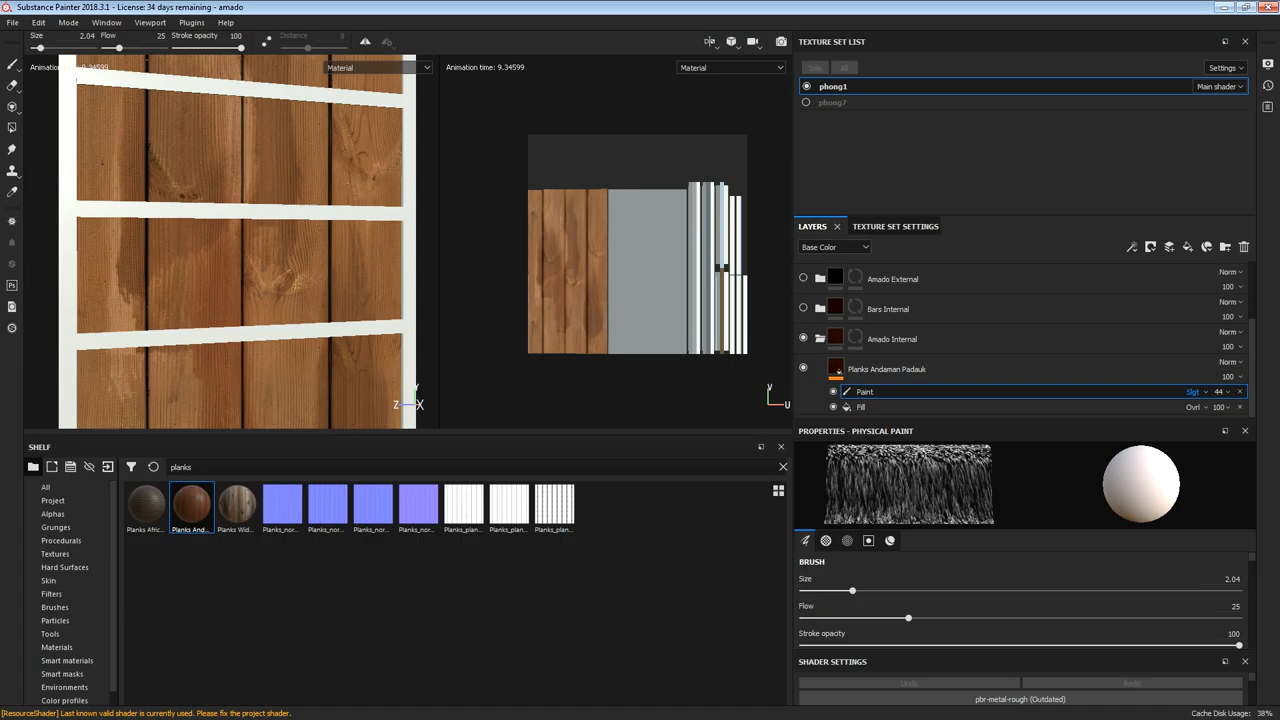 Substance Painter 2018.3.1 - License: 34 days remaining - amado
File Edit Mode Window Viewport Plugins Help
Size 2.04 Flow 25 Stroke opacity 100 Distance 8
Material
Animation time: 9.34599 Material
Y
Z X
V
U
TEXTURE SET LIST
Solo All Settings
phong1 Main shader
phong7
LAYERS TEXTURE SET SETTINGS
Base Color
Amado External Norm 100
Bars Internal Norm 100
Amado Internal Norm 100
Planks Andaman Padauk Norm 100
Paint Slgt 44
Fill Ovrl 100
PROPERTIES - PHYSICAL PAINT
BRUSH
Size 2.04
Flow 25
Stroke opacity 100
SHADER SETTINGS
Undo Redo
pbr-metal-rough (Outdated)
SHELF
planks
All
Project
Alphas
Grunges
Procedurals
Textures
Hard Surfaces
Skin
Filters
Brushes
Particles
Tools
Materials
Smart materials
Smart masks
Environments
Color profiles
Planks Afric... Planks And... Planks Wid... Planks_nor... Planks_nor... Planks_nor... Planks_nor... Planks_plan... Planks_plan... Planks_plan...
[ResourceShader] Last known valid shader is currently used. Please fix the project shader. Cache Disk Usage: 38%